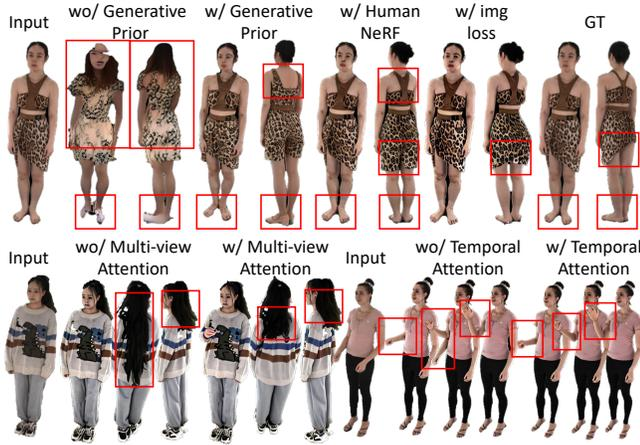 Input
wo/ Generative
Prior
w/ Generative
Prior
w/ Human
NeRF
w/ img
loss
GT
Input
wo/ Multi-view
Attention
w/ Multi-view
Attention
Input
wo/ Temporal
Attention
w/ Temporal
Attention